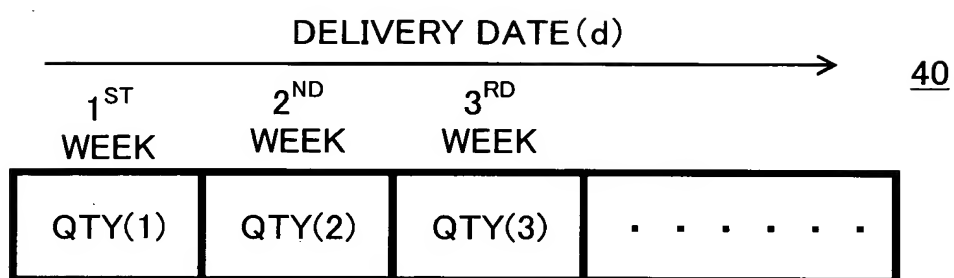 DELIVERY DATE(d)
40
1ST 2ND 3RD
WEEK WEEK WEEK
QTY(1) QTY(2) QTY(3) . . . . . .